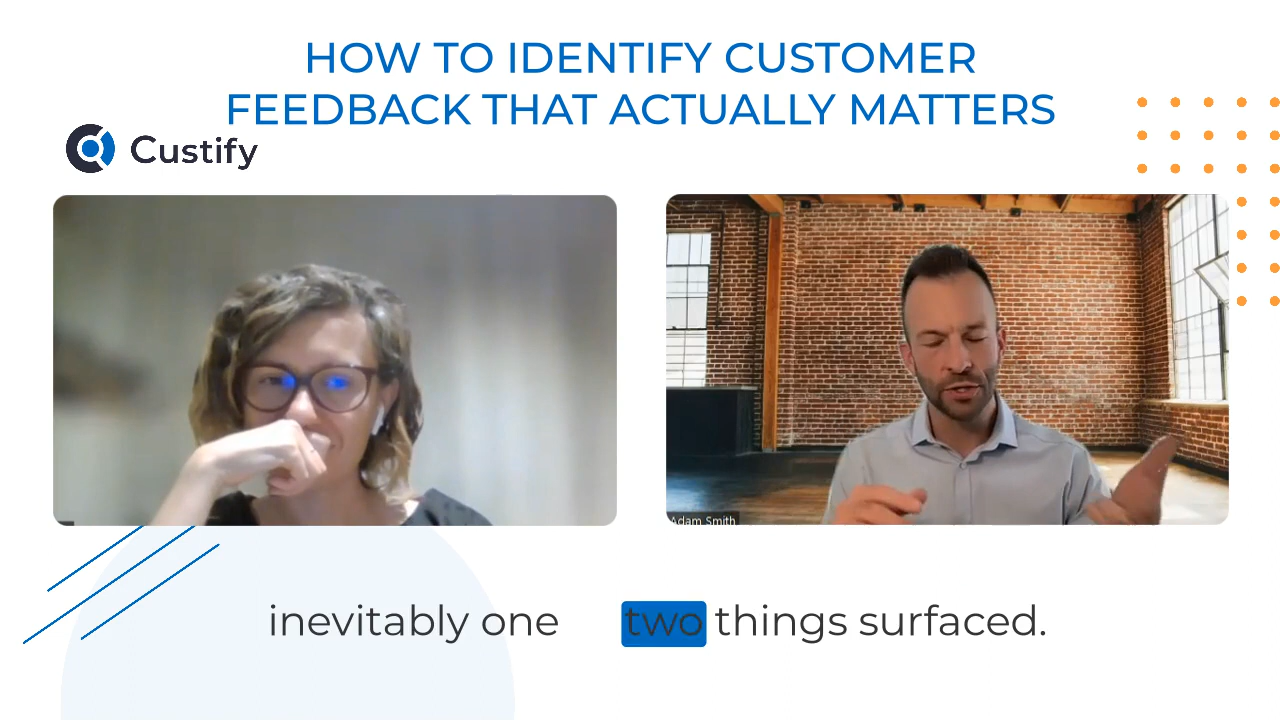 HOW TO IDENTIFY CUSTOMER
FEEDBACK THAT ACTUALLY MATTERS
Custify
Adam Smith
inevitably one two things surfaced.